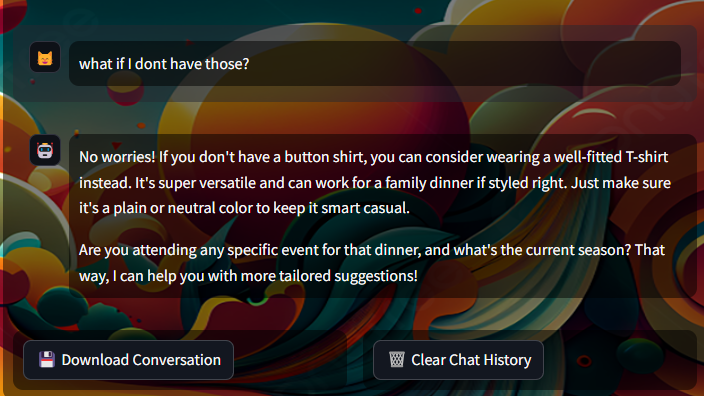 what if I dont have those?
No worries! If you don't have a button shirt, you can consider wearing a well-fitted T-shirt
instead. It's super versatile and can work for a family dinner if styled right. Just make sure
it's a plain or neutral color to keep it smart casual.
Are you attending any specific event for that dinner, and what's the current season? That
way, I can help you with more tailored suggestions!
Download Conversation
Clear Chat History